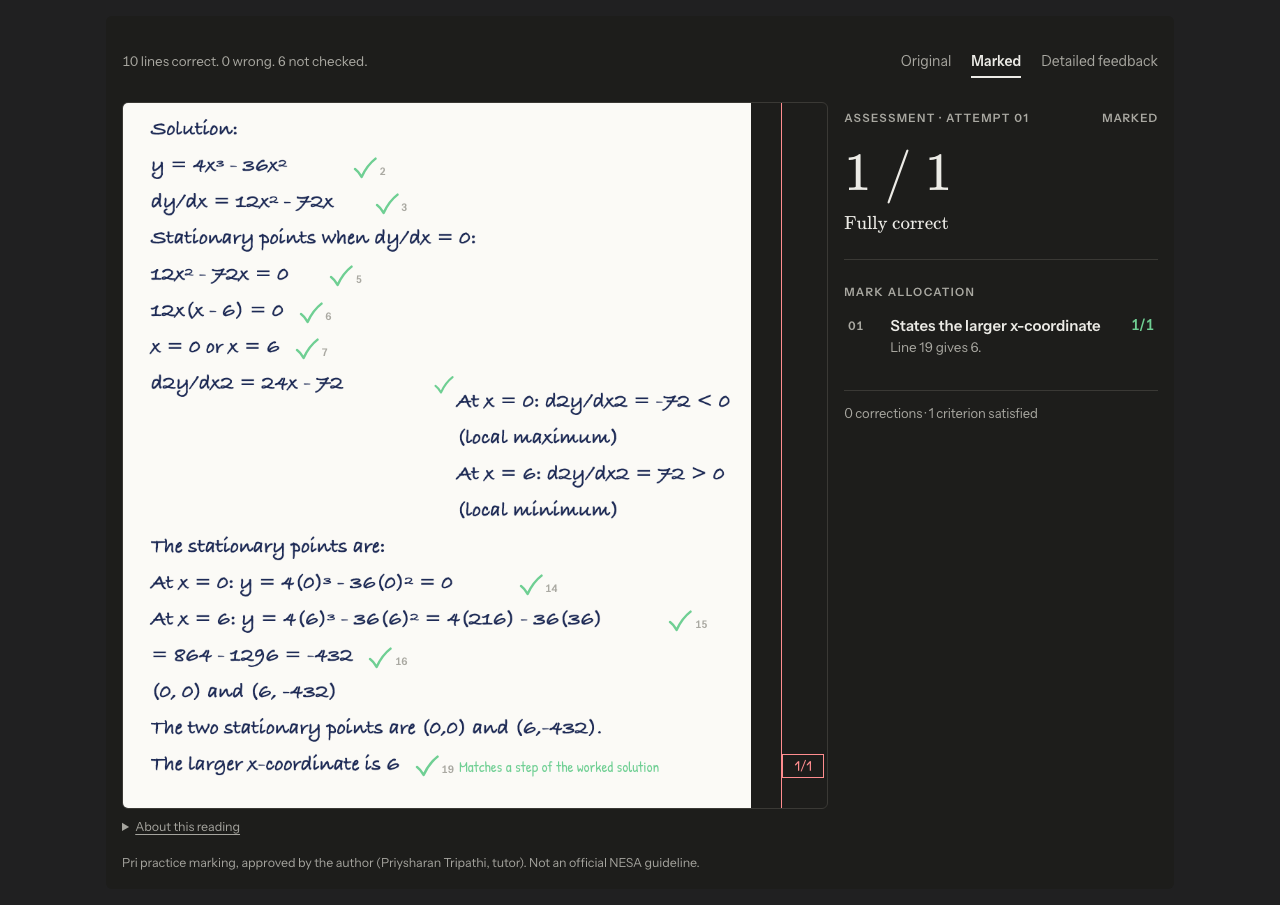 10 lines correct. 0 wrong. 6 not checked.
Original Marked Detailed feedback
Solution:
y = 4x³ - 36x² 2
dy/dx = 12x² - 72x 3
Stationary points when dy/dx = 0:
12x² - 72x = 0 5
12x(x - 6) = 0 6
x = 0 or x = 6 7
d2y/dx2 = 24x - 72
At x = 0: d2y/dx2 = -72 < 0
(local maximum)
At x = 6: d2y/dx2 = 72 > 0
(local minimum)
The stationary points are:
At x = 0: y = 4(0)³ - 36(0)² = 0 14
At x = 6: y = 4(6)³ - 36(6)² = 4(216) - 36(36) 15
= 864 - 1296 = -432 16
(0, 0) and (6, -432)
The two stationary points are (0,0) and (6,-432).
The larger x-coordinate is 6 19 Matches a step of the worked solution
1/1
ASSESSMENT · ATTEMPT 01 MARKED
1 / 1
Fully correct
MARK ALLOCATION
01 States the larger x-coordinate 1/1
Line 19 gives 6.
0 corrections · 1 criterion satisfied
About this reading
Pri practice marking, approved by the author (Priysharan Tripathi, tutor). Not an official NESA guideline.